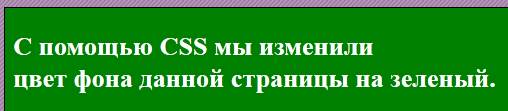 С помощью CSS мы изменили
цвет фона данной страницы на зеленый.